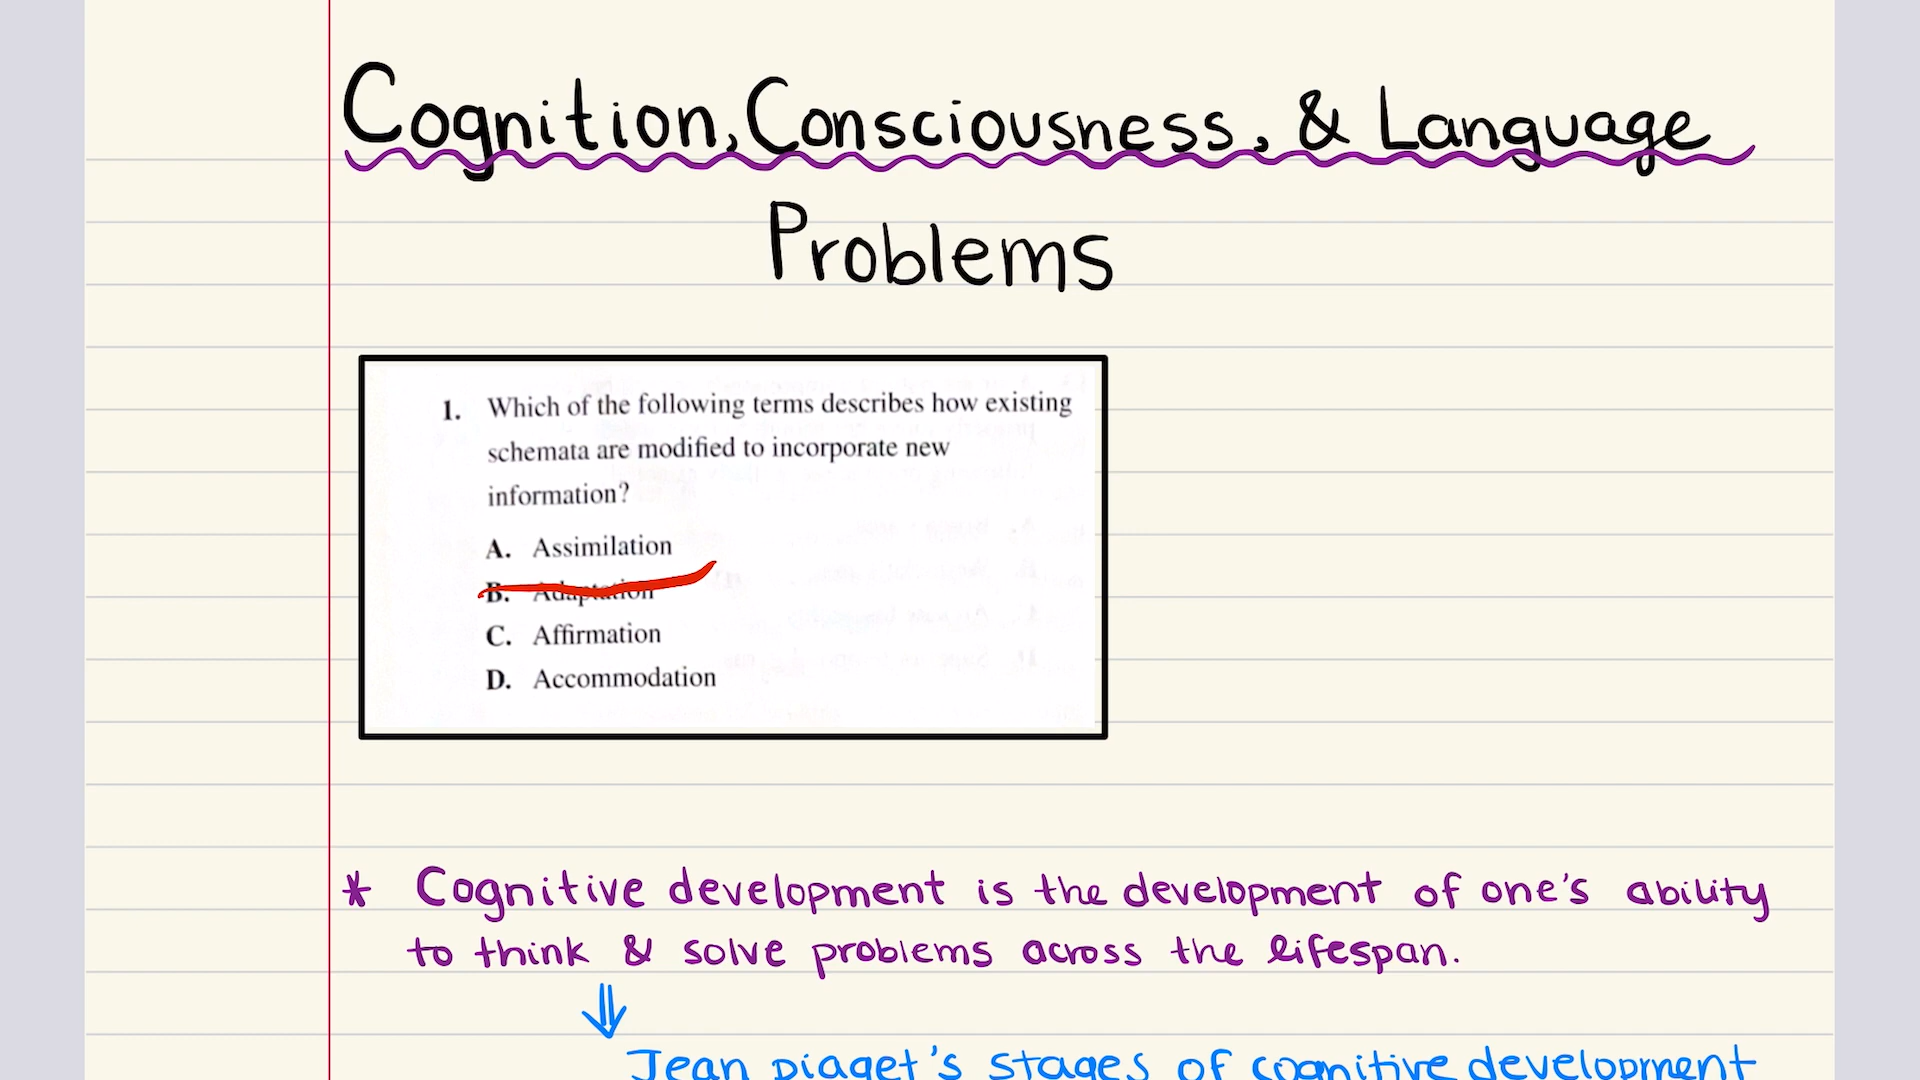 Cognition, Consciousness, & Language
Problems
1. Which of the following terms describes how existing
schemata are modified to incorporate new
information?
A. Assimilation
B. Adaptation
C. Affirmation
D. Accommodation
* Cognitive development is the development of one's ability
to think & solve problems across the lifespan.
Jean piaget's stages of cognitive development